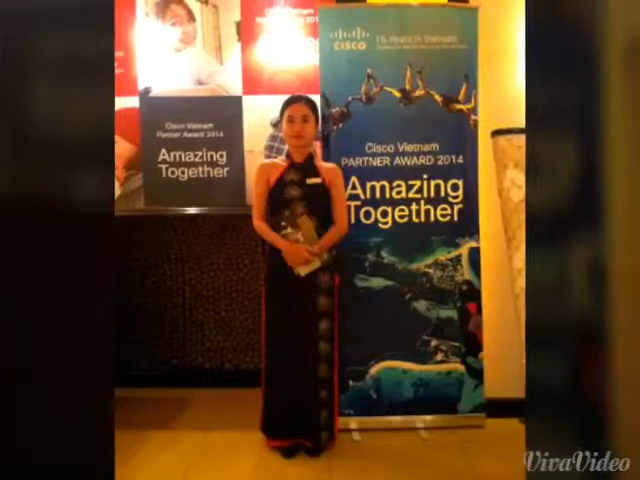 CISCO
15 Years in Vietnam
Cisco Vietnam
Partner Award 2014
Amazing
Together
Cisco Vietnam
PARTNER AWARD 2014
Amazing
Together
VivaVideo